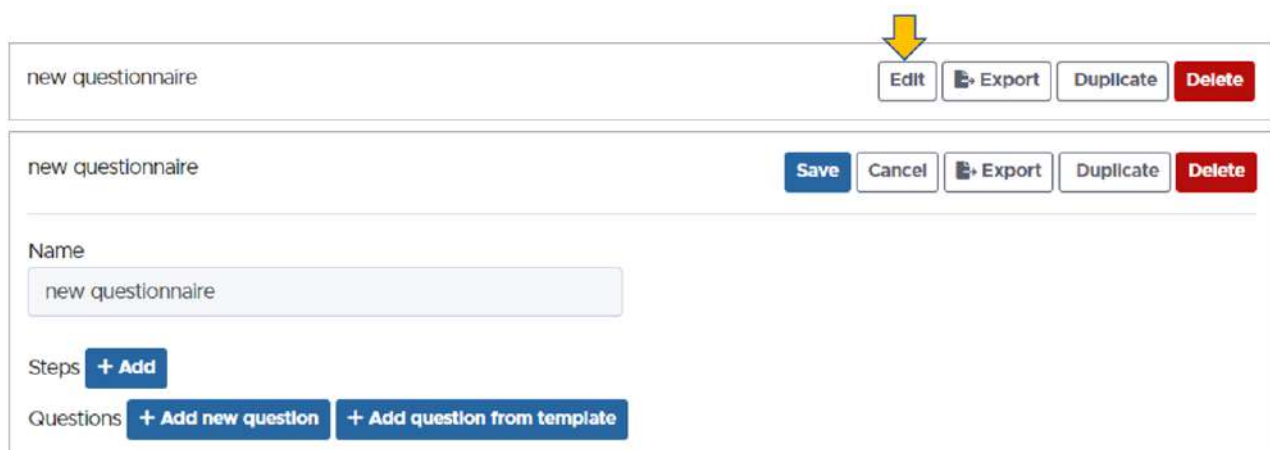 new questionnaire Edit Export Duplicate Delete
new questionnaire Save Cancel Export Duplicate Delete
Name
new questionnaire
Steps + Add
Questions + Add new question + Add question from template